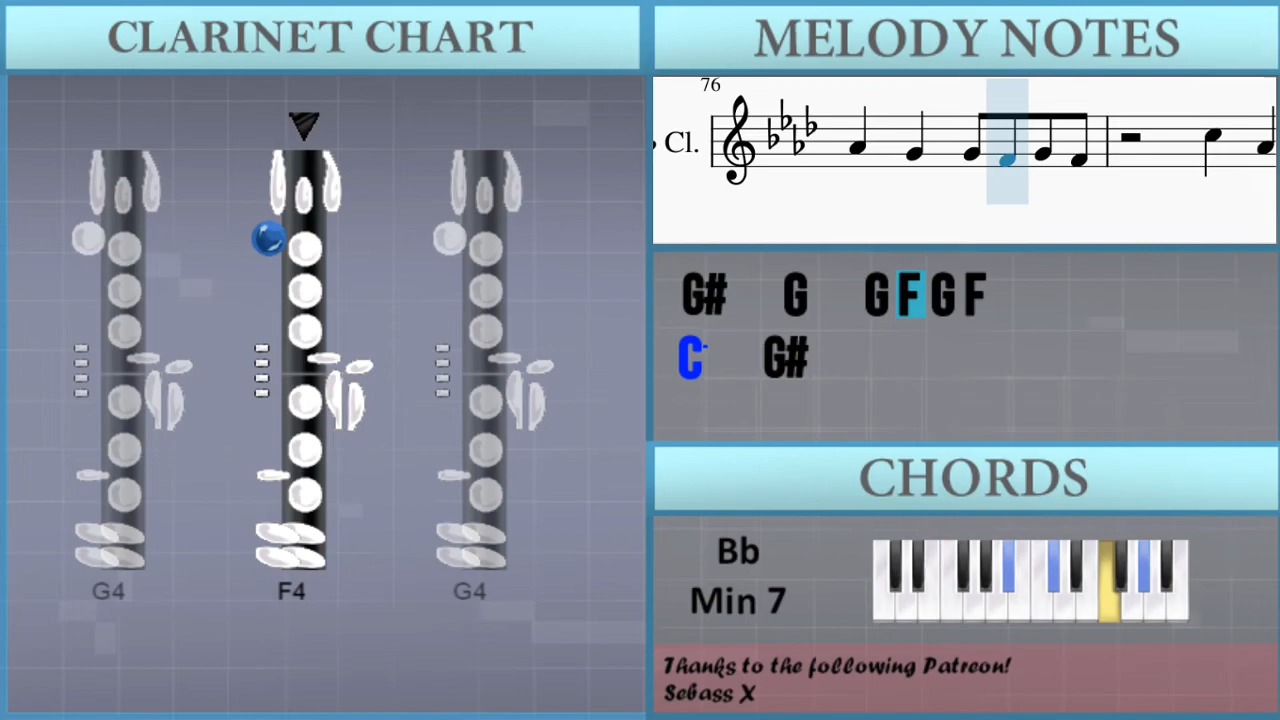 CLARINET CHART
G4
F4
G4
MELODY NOTES
76
Cl.
G# G G F G F
C- G#
CHORDS
Bb
Min 7
Thanks to the following Patreon!
Sebass X